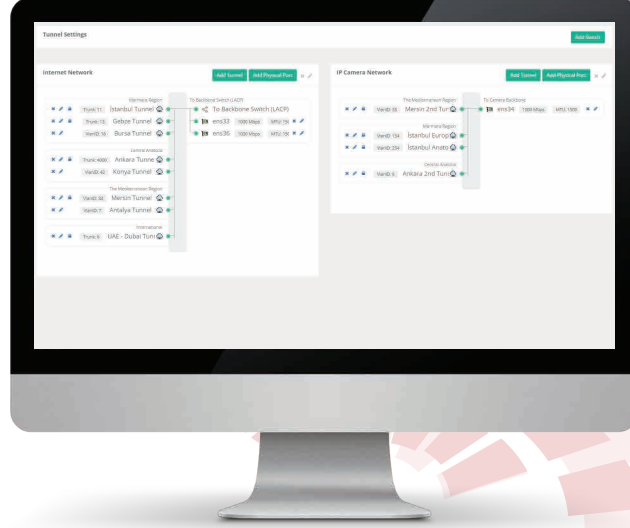 Tunnel Settings
Add Switch
Internet Network
Add Tunnel Add Physical Port
Marmara Region
Trunk: 11 İstanbul Tunnel
Trunk: 13 Gebze Tunnel
VlanID: 16 Bursa Tunnel
Central Anatolia
Trunk: 4000 Ankara Tunne
VlanID: 42 Konya Tunnel
The Mediterranean Region
VlanID: 33 Mersin Tunnel
VlanID: 7 Antalya Tunnel
International
Trunk: 6 UAE - Dubai Tun
To Backbone Switch (LACP)
To Backbone Switch (LACP)
ens33 1000 Mbps
ens36 1000 Mbps
IP Camera Network
Add Tunnel Add Physical Port
The Mediterranean Region
VlanID: 35 Mersin 2nd Tun
Marmara Region
VlanID: 134 İstanbul Europ
VlanID: 234 İstanbul Anato
Central Anatolia
VlanID: 6 Ankara 2nd Tun
To Camera Backbone
ens34 1000 Mbps MTU: 1500